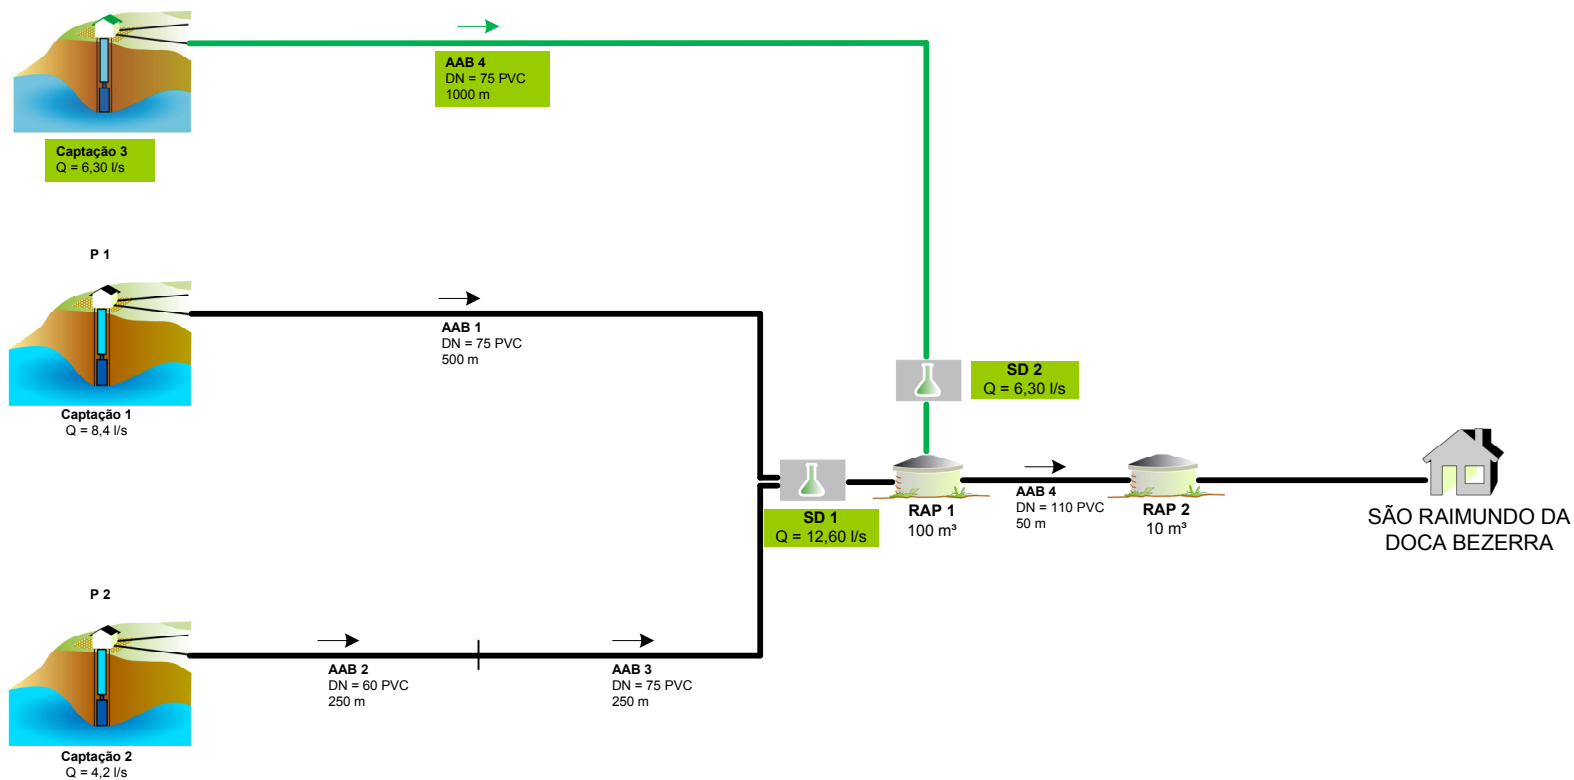 AAB 4
DN = 75 PVC
1000 m
Captação 3
Q = 6,30 l/s
P 1
AAB 1
DN = 75 PVC
500 m
Captação 1
Q = 8,4 l/s
SD 2
Q = 6,30 l/s
SD 1
Q = 12,60 l/s
RAP 1
100 m³
AAB 4
DN = 110 PVC
50 m
RAP 2
10 m³
SÃO RAIMUNDO DA
DOCA BEZERRA
P 2
AAB 2
DN = 60 PVC
250 m
AAB 3
DN = 75 PVC
250 m
Captação 2
Q = 4,2 l/s